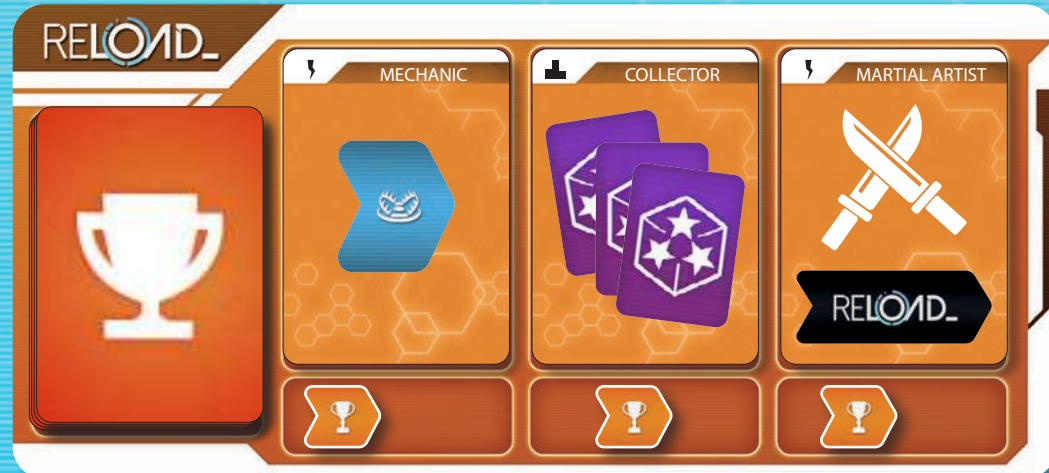 RELOAD_
MECHANIC
COLLECTOR
MARTIAL ARTIST
RELOAD_